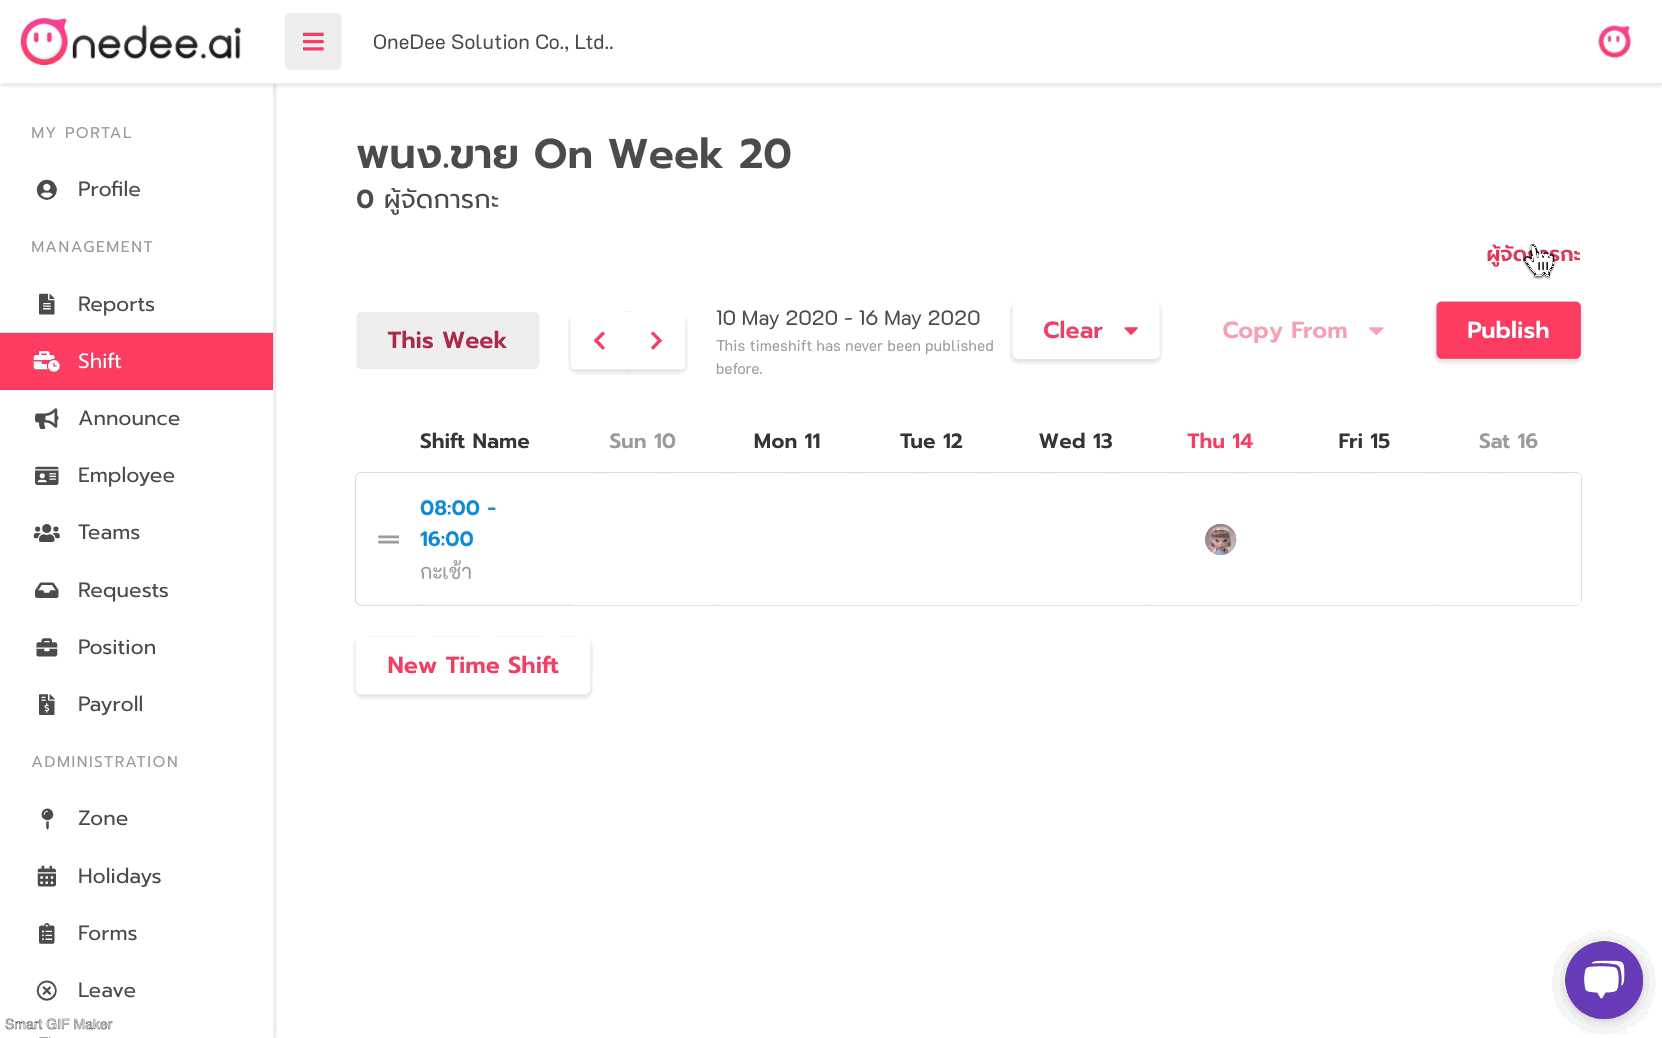 Onedee.ai
OneDee Solution Co., Ltd..
MY PORTAL
Profile
MANAGEMENT
Reports
Shift
Announce
Employee
Teams
Requests
Position
Payroll
ADMINISTRATION
Zone
Holidays
Forms
Leave
Smart GIF Maker
พนง.ขาย On Week 20
0 ผู้จัดการกะ
ผู้จัดการกะ
This Week
10 May 2020 - 16 May 2020
This timeshift has never been published
before.
Clear
Copy From
Publish
Shift Name Sun 10 Mon 11 Tue 12 Wed 13 Thu 14 Fri 15 Sat 16
08:00 -
16:00
กะเช้า
New Time Shift